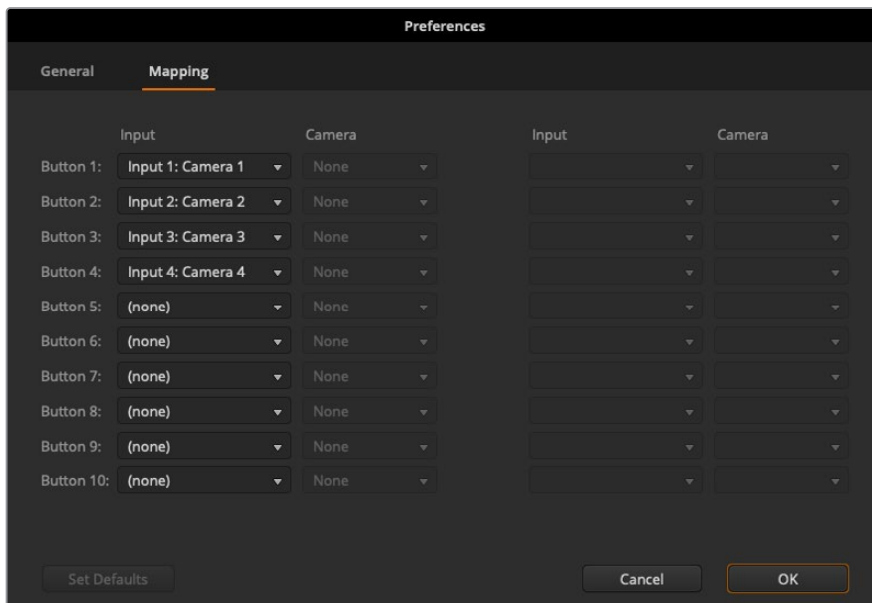 Preferences
General Mapping
Input Camera Input Camera
Button 1: Input 1: Camera 1 None
Button 2: Input 2: Camera 2 None
Button 3: Input 3: Camera 3 None
Button 4: Input 4: Camera 4 None
Button 5: (none) None
Button 6: (none) None
Button 7: (none) None
Button 8: (none) None
Button 9: (none) None
Button 10: (none) None
Set Defaults Cancel OK